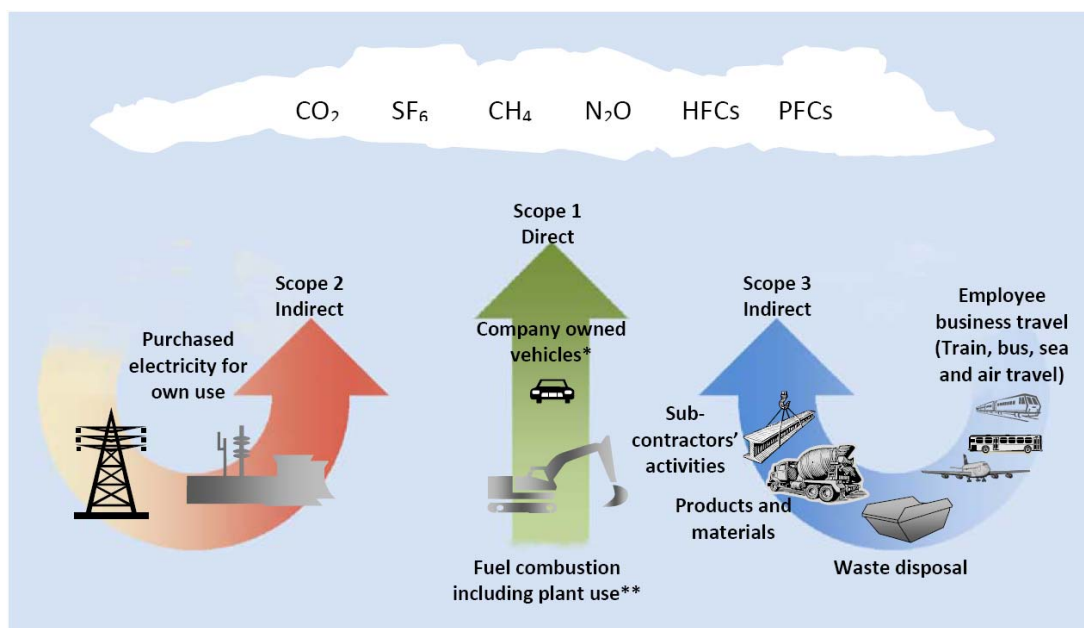 CO₂ SF₆ CH₄ N₂O HFCs PFCs
Scope 1
Direct
Scope 2
Indirect
Scope 3
Indirect
Purchased
electricity for
own use
Company owned
vehicles*
Employee
business travel
(Train, bus, sea
and air travel)
Sub-
contractors’
activities
Products and
materials
Waste disposal
Fuel combustion
including plant use**